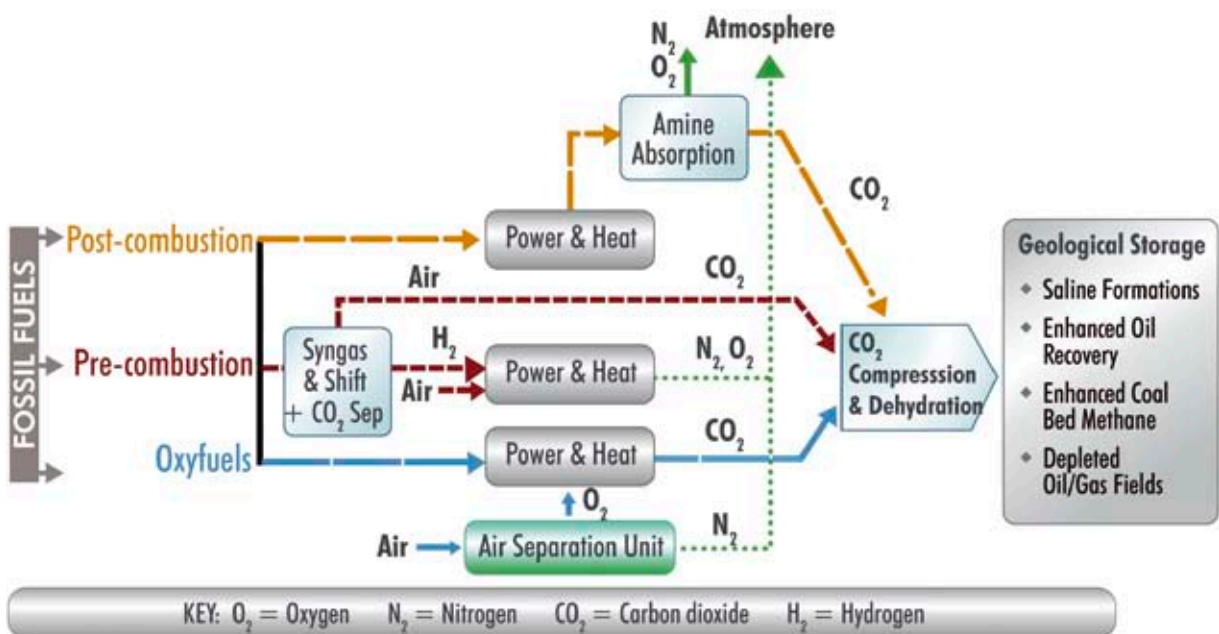 N₂
O₂
Atmosphere
Amine
Absorption
CO₂
FOSSIL FUELS
Post-combustion
Power & Heat
Air
CO₂
Pre-combustion
Syngas
& Shift
+ CO₂ Sep
H₂
Air
Power & Heat
N₂, O₂
CO₂
Compresssion
& Dehydration
Oxyfuels
Power & Heat
CO₂
O₂
Air
Air Separation Unit
N₂
Geological Storage
Saline Formations
Enhanced Oil
Recovery
Enhanced Coal
Bed Methane
Depleted
Oil/Gas Fields
KEY: O₂ = Oxygen N₂ = Nitrogen CO₂ = Carbon dioxide H₂ = Hydrogen